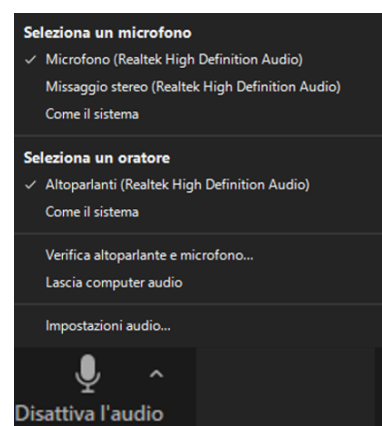 Seleziona un microfono
Microfono (Realtek High Definition Audio)
Missaggio stereo (Realtek High Definition Audio)
Come il sistema
Seleziona un oratore
Altoparlanti (Realtek High Definition Audio)
Come il sistema
Verifica altoparlante e microfono...
Lascia computer audio
Impostazioni audio...
Disattiva l'audio